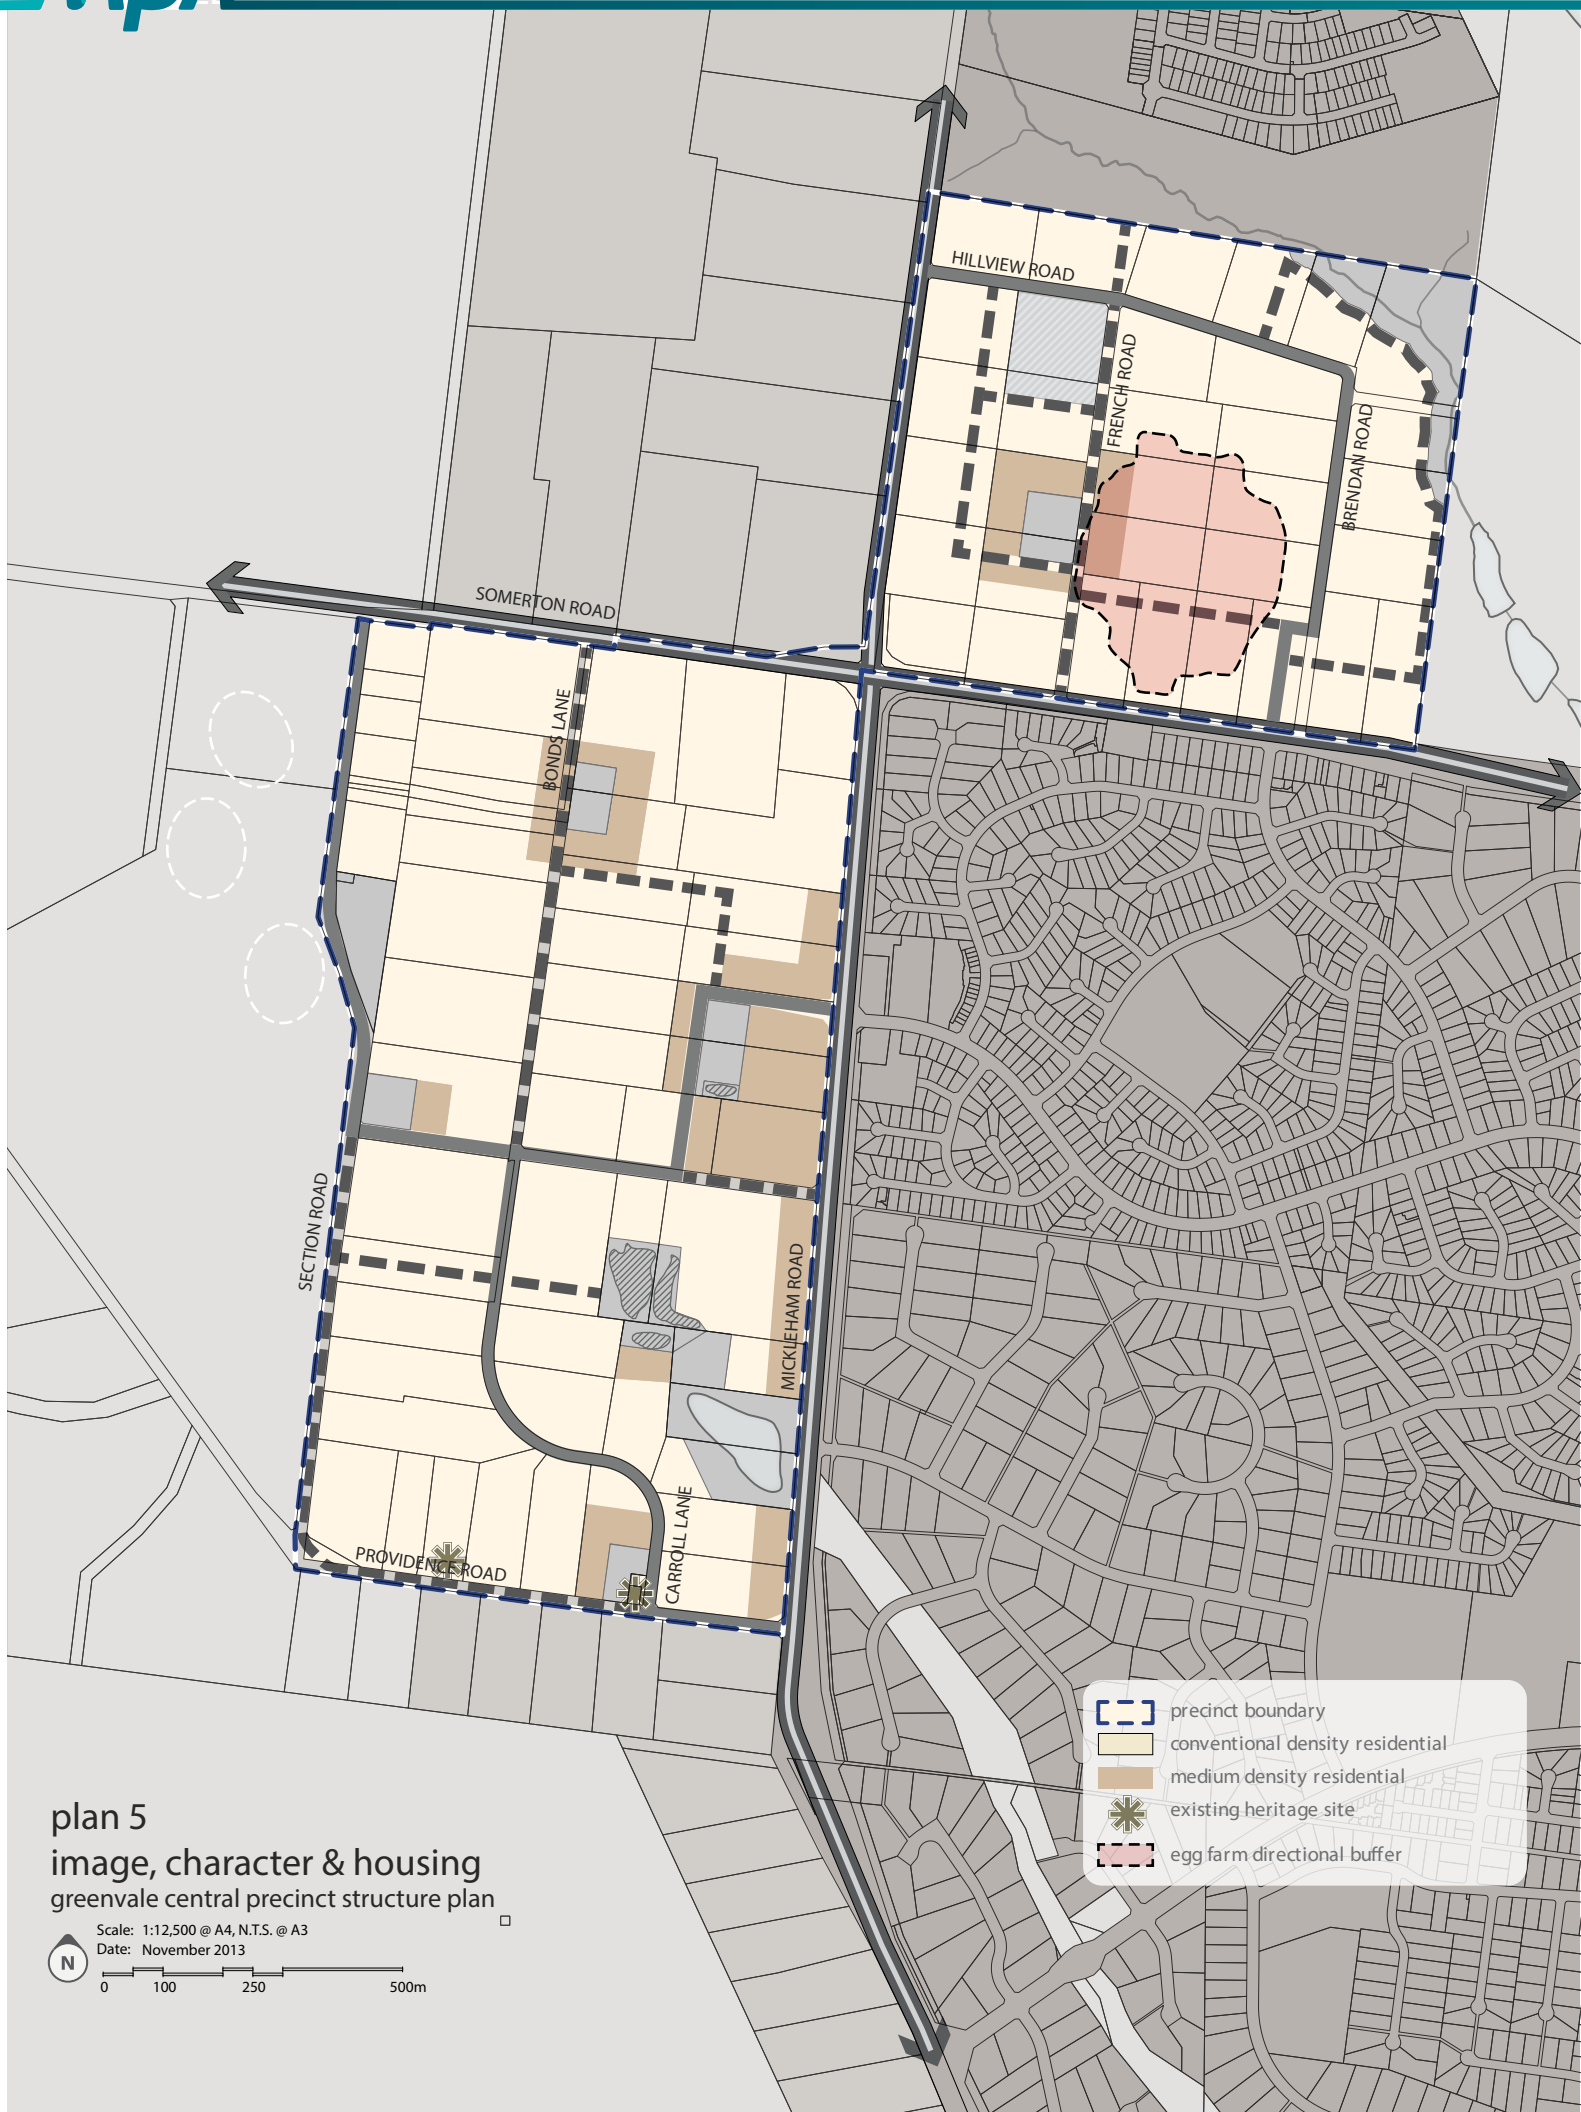 HILLVIEW ROAD
FRENCH ROAD
BRENDAN ROAD
SOMERTON ROAD
BONDS LANE
SECTION ROAD
MICKLEHAM ROAD
CARROLL LANE
PROVIDENCE ROAD
precinct boundary
conventional density residential
medium density residential
existing heritage site
egg farm directional buffer
plan 5
image, character & housing
greenvale central precinct structure plan
Scale: 1:12,500 @ A4, N.T.S. @ A3
Date: November 2013
N
0 100 250 500m